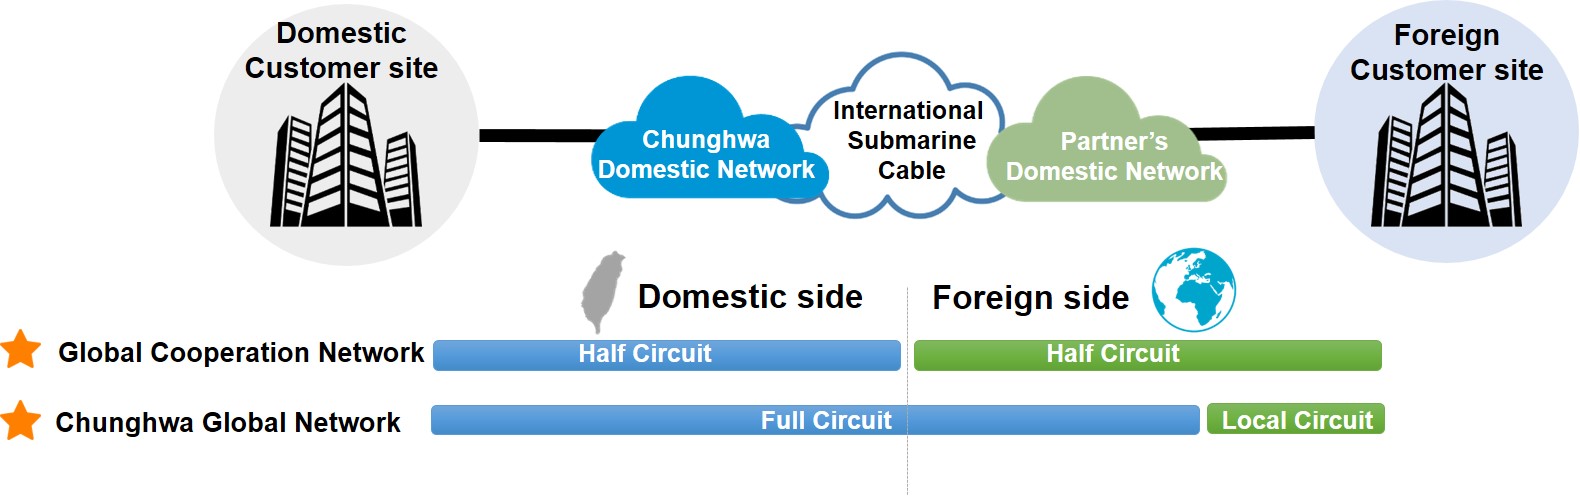 Domestic
Customer site
Foreign
Customer site
Chunghwa
Domestic Network
International
Submarine
Cable
Partner's
Domestic Network
Domestic side
Foreign side
Global Cooperation Network
Half Circuit
Half Circuit
Chunghwa Global Network
Full Circuit
Local Circuit